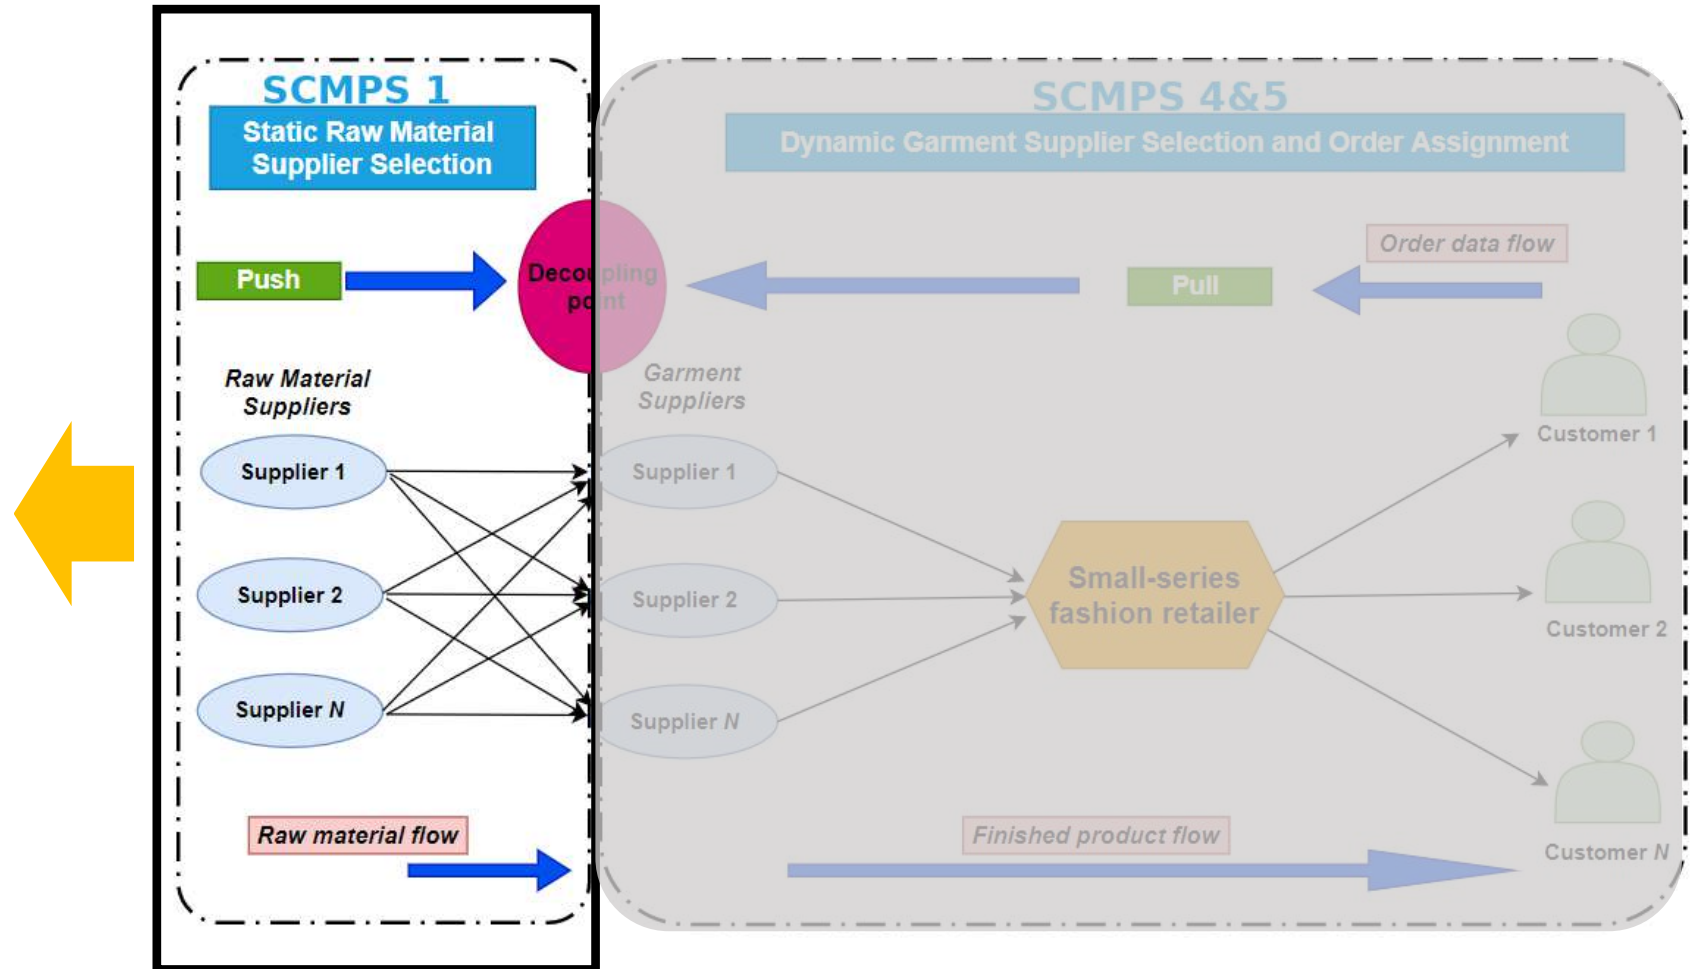 SCMPS 1
Static Raw Material
Supplier Selection
Push
Decoupling
point
Raw Material
Suppliers
Supplier 1
Supplier 2
Supplier N
Raw material flow
SCMPS 4&5
Dynamic Garment Supplier Selection and Order Assignment
Order data flow
Pull
Garment
Suppliers
Supplier 1
Supplier 2
Supplier N
Small-series
fashion retailer
Customer 1
Customer 2
Customer N
Finished product flow